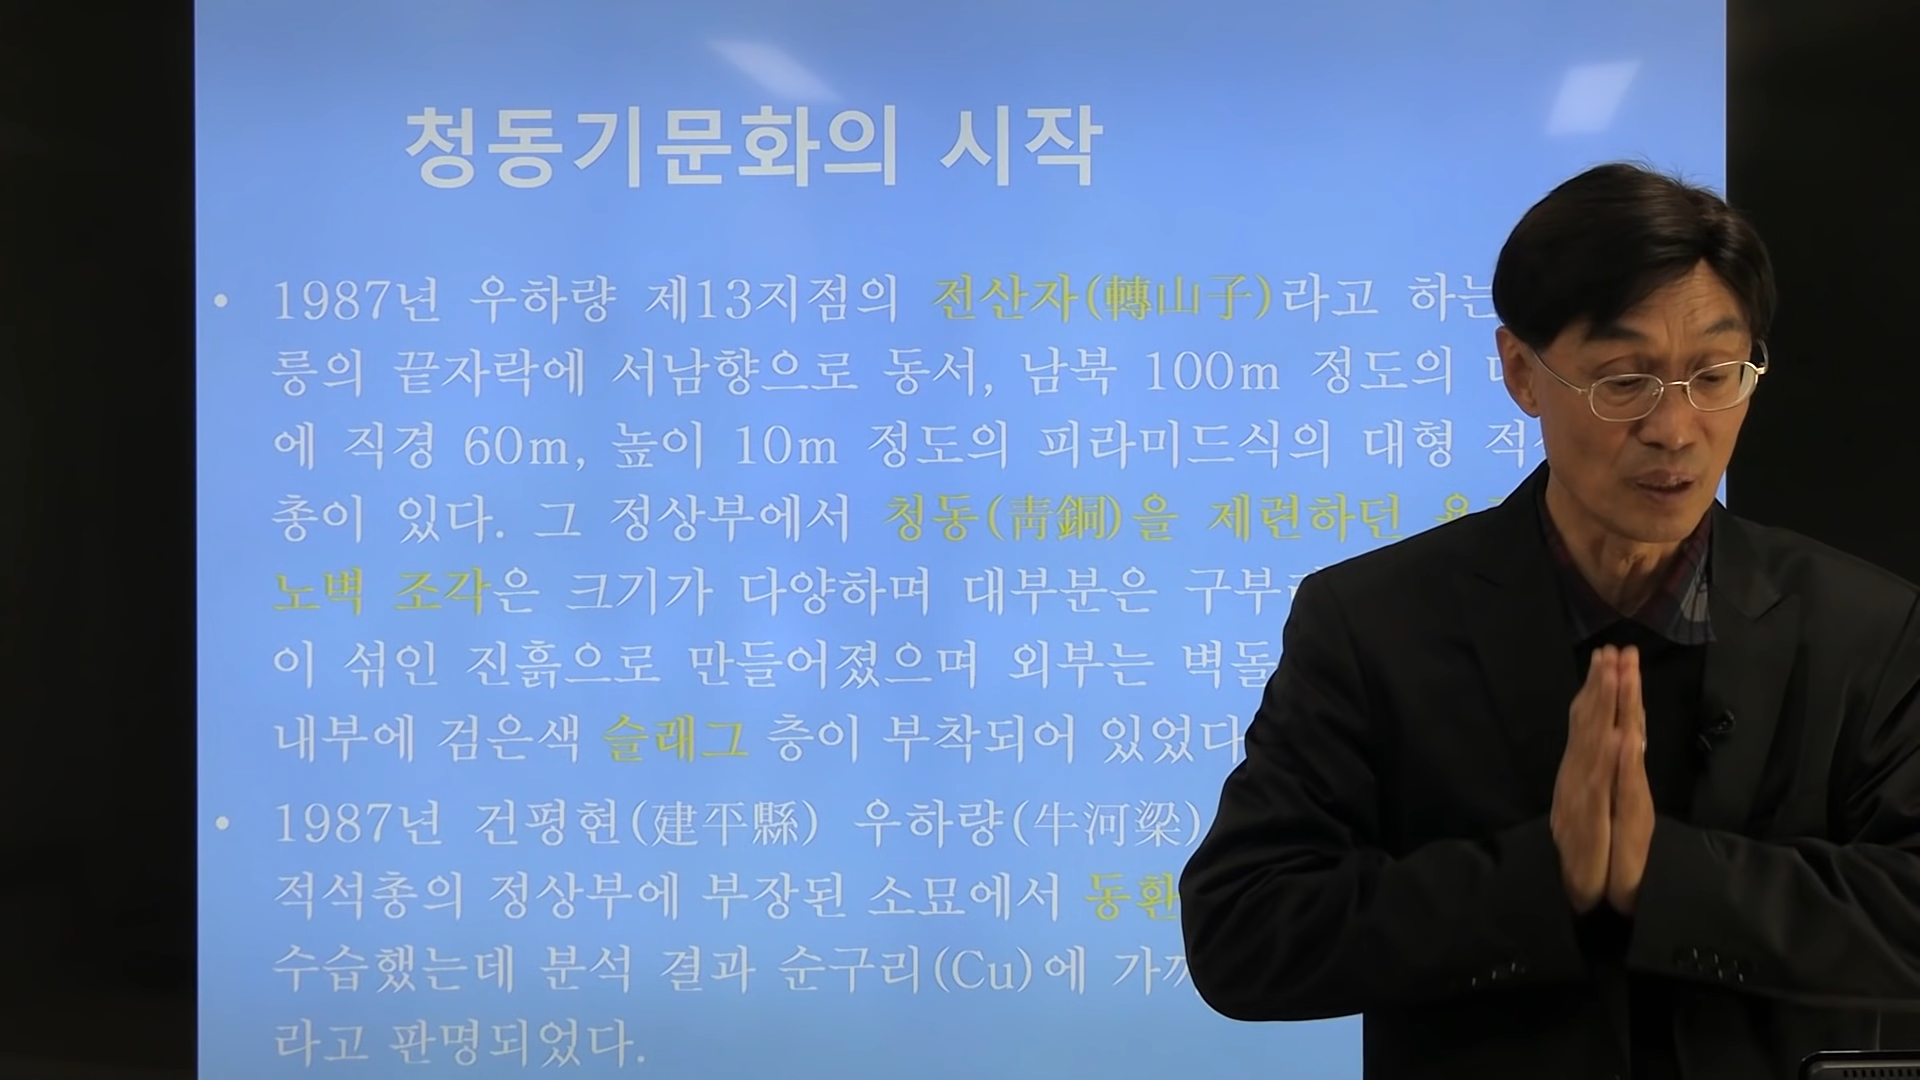 청동기문화의 시작
• 1987년 우하량 제13지점의 전산자(轉山子)라고 하는
릉의 끝자락에 서남향으로 동서, 남북 100m 정도의
에 직경 60m, 높이 10m 정도의 피라미드식의 대형
총이 있다. 그 정상부에서 청동(靑銅)을 제련하던
노벽 조각은 크기가 다양하며 대부분은
이 섞인 진흙으로 만들어졌으며 외부는 벽돌
내부에 검은색 슬래그 층이 부착되어 있었다
• 1987년 건평현(建平縣) 우하량(牛河梁)
적석총의 정상부에 부장된 소묘에서 동환
수습했는데 분석 결과 순구리(Cu)에
라고 판명되었다.